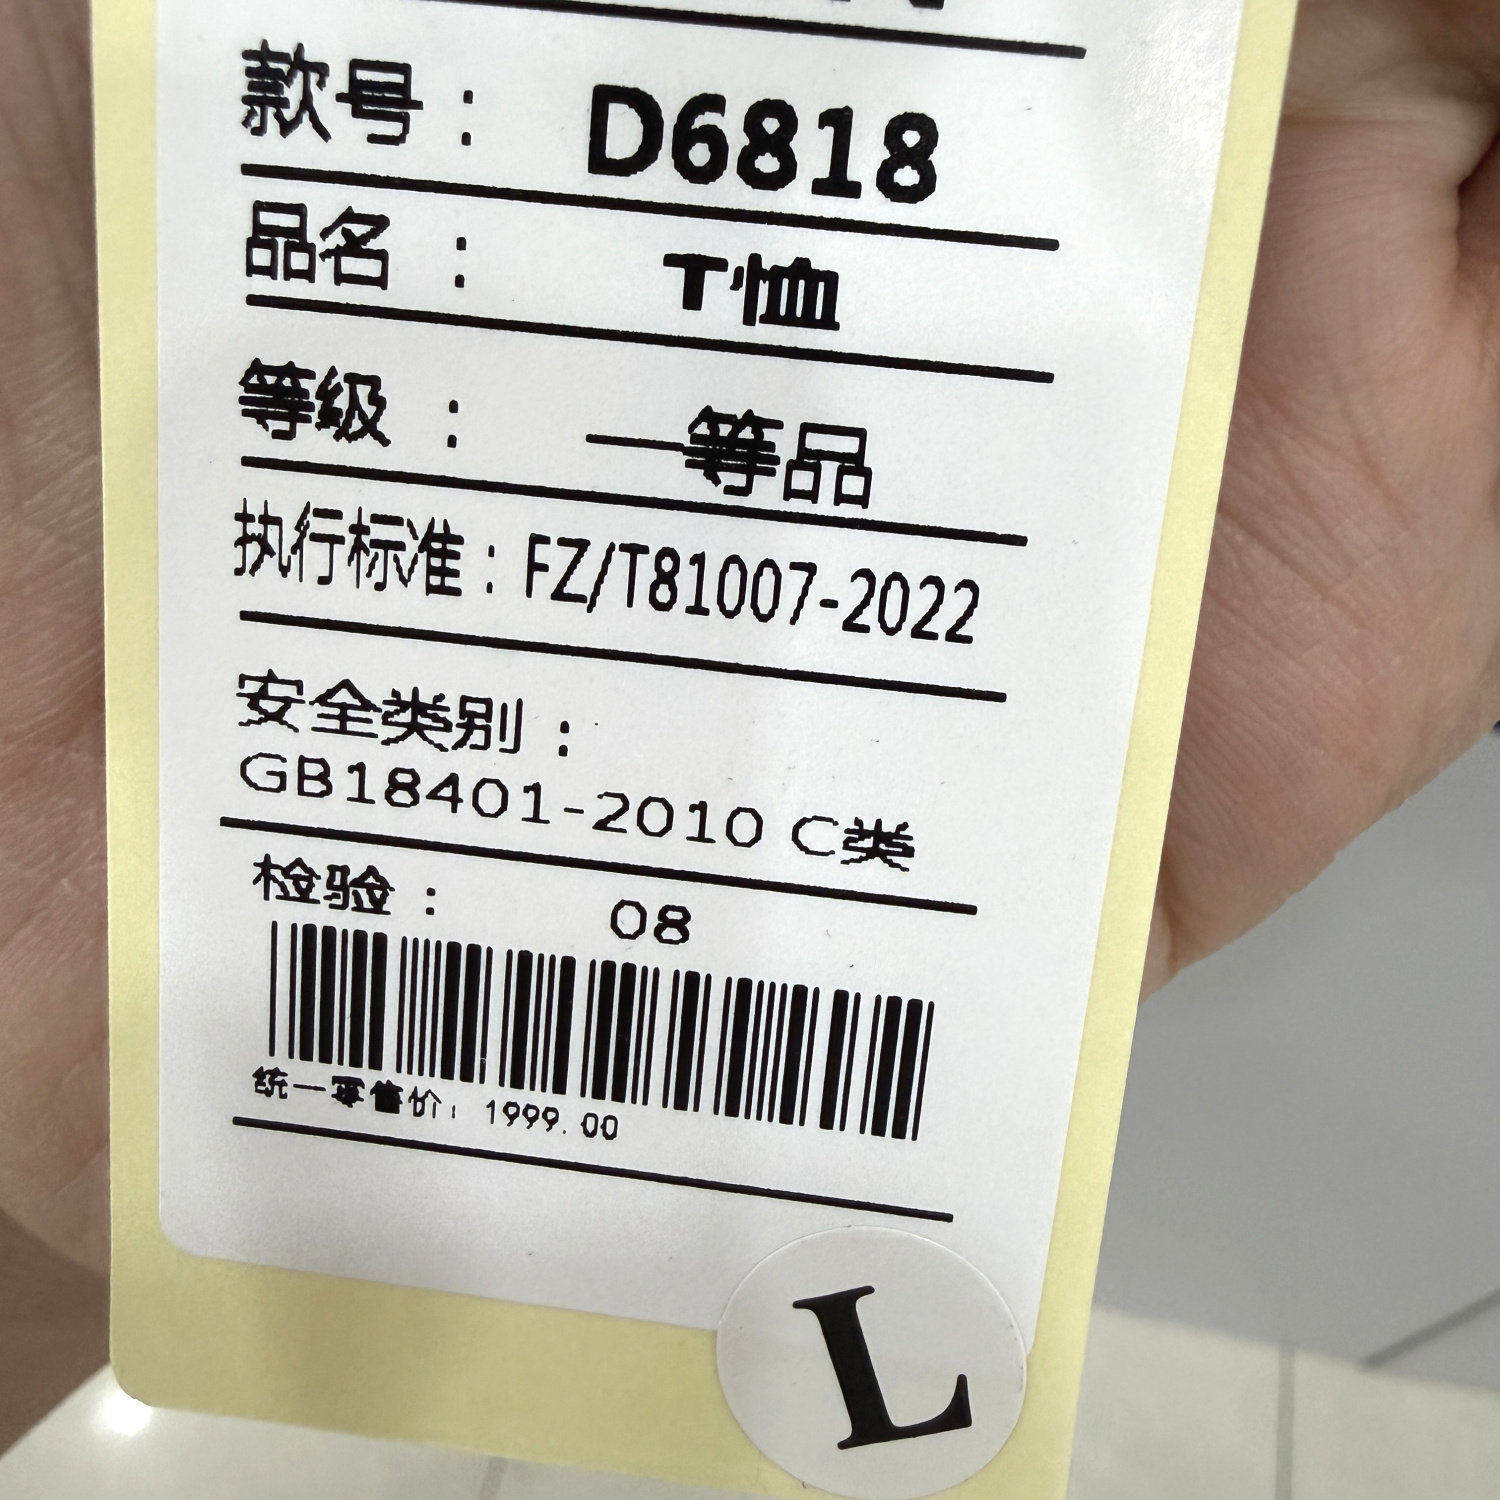 款号： D6818
品名： T恤
等级： 一等品
执行标准：FZ/T81007-2022
安全类别：
GB18401-2010 C类
检验： 08
统一零售价：1999.00
L